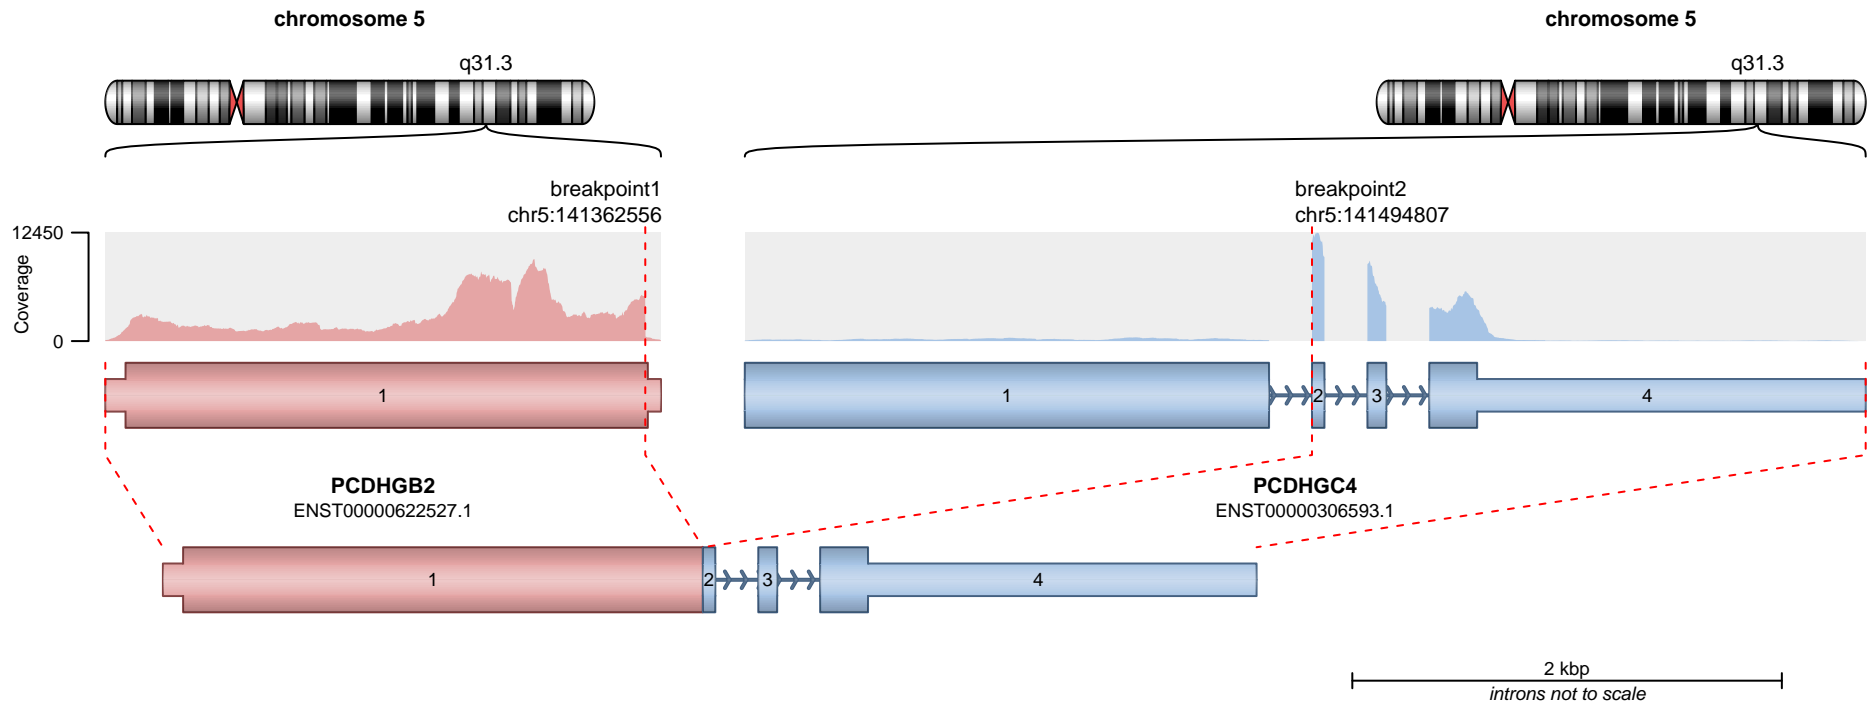 chromosome 5
chromosome 5
q31.3
q31.3
breakpoint1
chr5:141362556
breakpoint2
chr5:141494807
12450
Coverage
0
1
1
2
3
4
PCDHGB2
ENST00000622527.1
PCDHGC4
ENST00000306593.1
1
2
3
4
2 kbp
introns not to scale